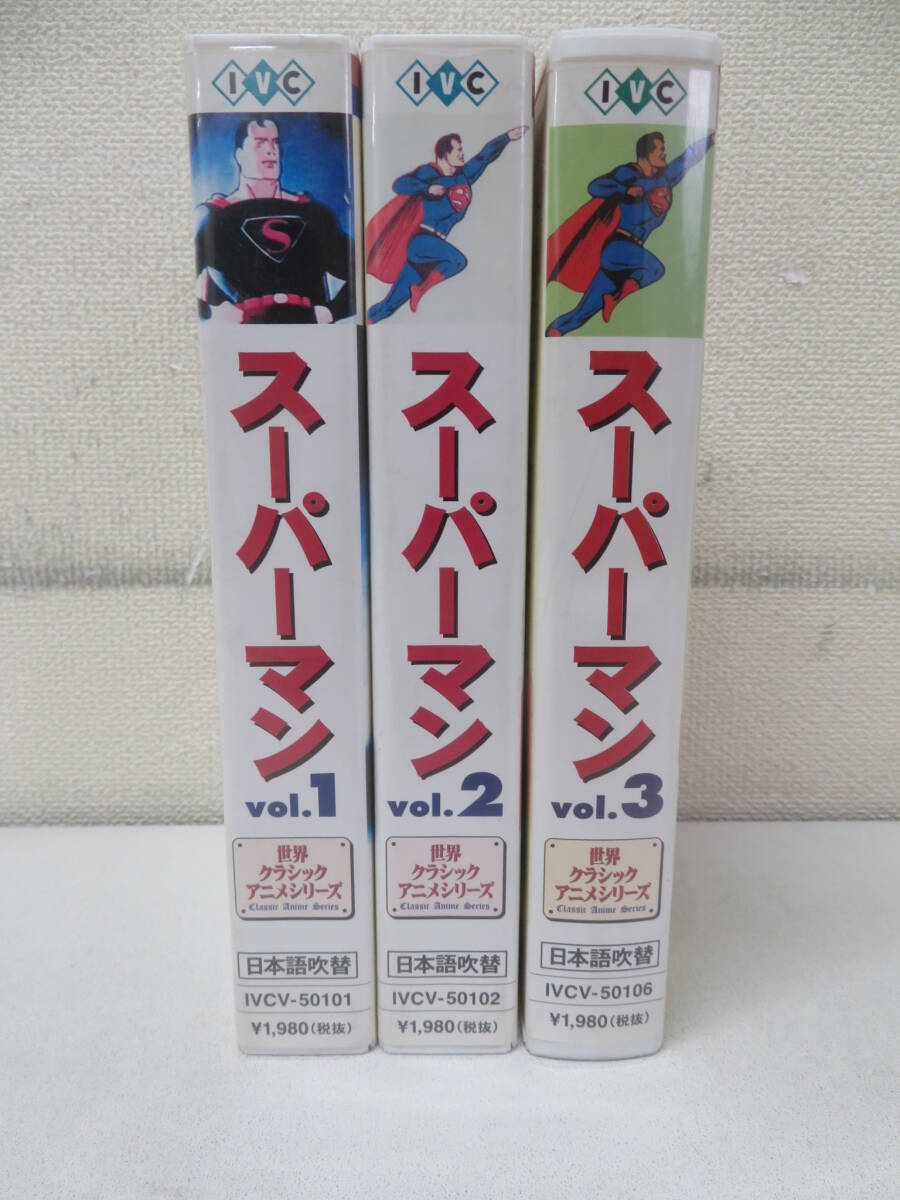 IVC
S
スーパーマン
vol.1
世界
クラシック
アニメシリーズ
Classic Anime Series
日本語吹替
IVCV-50101
¥1,980(税抜)
IVC
スーパーマン
vol.2
世界
クラシック
アニメシリーズ
Classic Anime Series
日本語吹替
IVCV-50102
¥1,980(税抜)
IVC
スーパーマン
vol.3
世界
クラシック
アニメシリーズ
Classic Anime Series
日本語吹替
IVCV-50106
¥1,980(税抜)